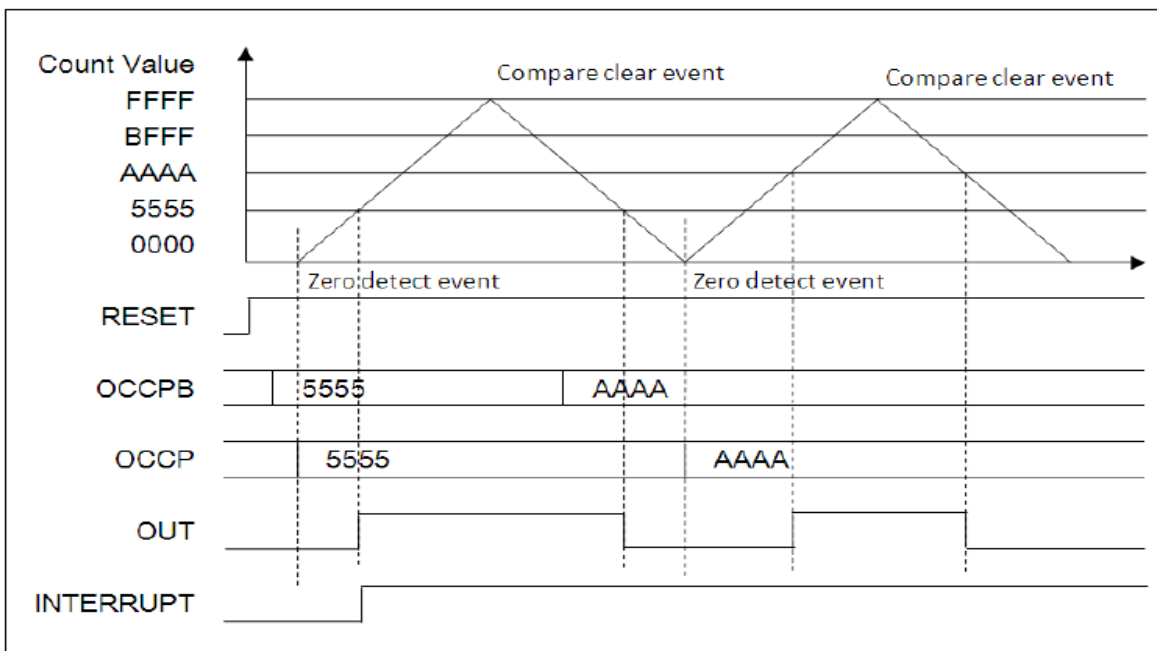 Count Value
Compare clear event
Compare clear event
FFFF
BFFF
AAAA
5555
0000
Zero detect event
Zero detect event
RESET
OCCPB
5555
AAAA
OCCP
5555
AAAA
OUT
INTERRUPT